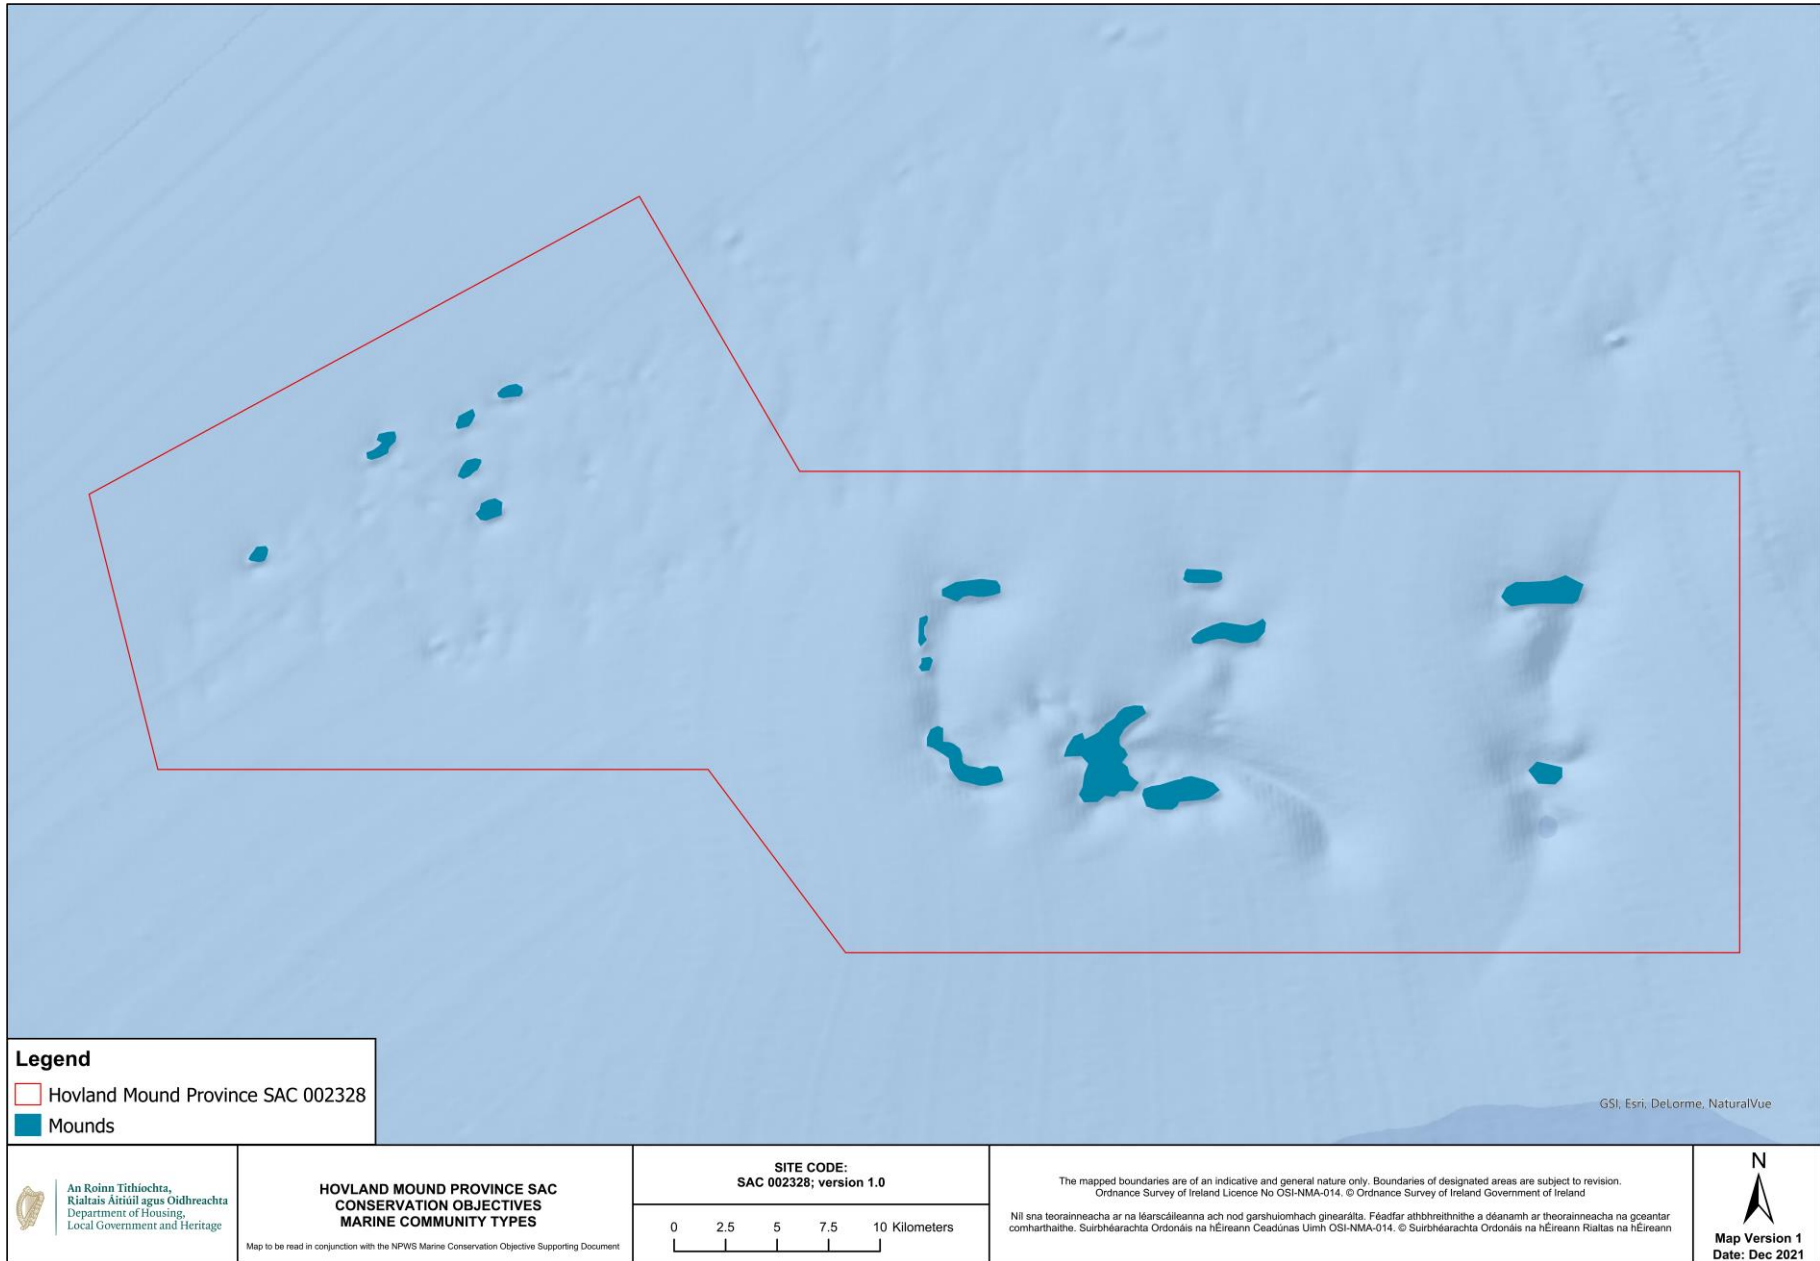 GSI, Esri, DeLorme, NaturalVue
Legend
Hovland Mound Province SAC 002328
Mounds
An Roinn Tithíochta,
Rialtais Áitiúil agus Oidhreachta
Department of Housing,
Local Government and Heritage
HOVLAND MOUND PROVINCE SAC
CONSERVATION OBJECTIVES
MARINE COMMUNITY TYPES
Map to be read in conjunction with the NPWS Marine Conservation Objective Supporting Document
SITE CODE:
SAC 002328; version 1.0
0 2.5 5 7.5 10 Kilometers
The mapped boundaries are of an indicative and general nature only. Boundaries of designated areas are subject to revision.
Ordnance Survey of Ireland Licence No OSI-NMA-014. © Ordnance Survey of Ireland Government of Ireland
Níl sna teorainneacha ar na léarscáileanna ach nod garshuiomhach ginearálta. Féadfar athbhreithnithe a déanamh ar theorainneacha na gceantar
comharthaithe. Suirbhéarachta Ordonáis na hÉireann Ceadúnas Uimh OSI-NMA-014. © Suirbhéarachta Ordonáis na hÉireann Rialtas na hÉireann
N
Map Version 1
Date: Dec 2021